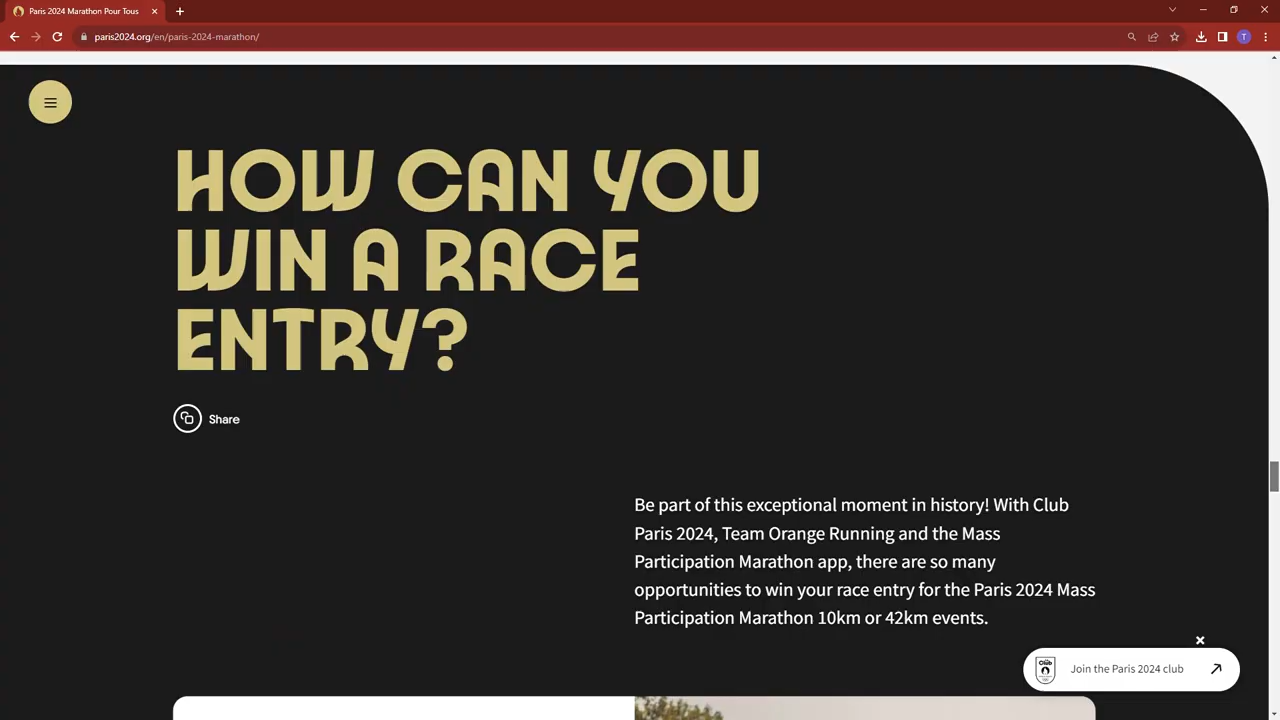 Paris 2024 Marathon Pour Tous
paris2024.org/en/paris-2024-marathon/
T
HOW CAN YOU
WIN A RACE
ENTRY?
Share
Be part of this exceptional moment in history! With Club
Paris 2024, Team Orange Running and the Mass
Participation Marathon app, there are so many
opportunities to win your race entry for the Paris 2024 Mass
Participation Marathon 10km or 42km events.
Club
Join the Paris 2024 club